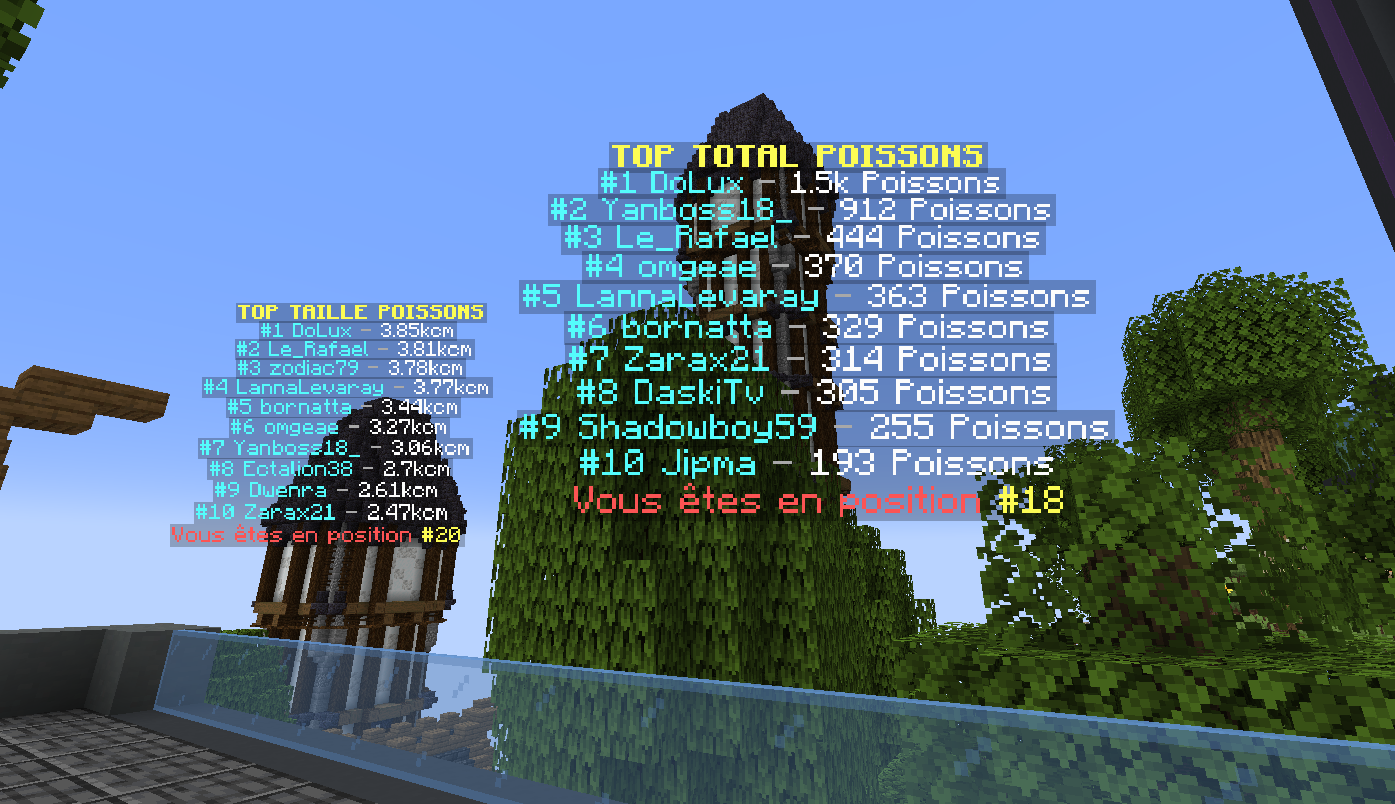 TOP TOTAL POISSONS
#1 DoLux - 1.5k Poissons
#2 Yanboss18_ - 912 Poissons
#3 Le_Rafael - 444 Poissons
#4 omgeae - 370 Poissons
#5 LannaLevaray - 363 Poissons
#6 bornatta - 329 Poissons
#7 Zarax21 - 314 Poissons
#8 DaskiTv - 305 Poissons
#9 Shadowboy59 - 255 Poissons
#10 Jipma - 193 Poissons
Vous êtes en position #18
TOP TAILLE POISSONS
#1 DoLux - 3.85kcm
#2 Le_Rafael - 3.81kcm
#3 zodiac79 - 3.78kcm
#4 LannaLevaray - 3.77kcm
#5 bornatta - 3.44kcm
#6 omgeae - 3.27kcm
#7 Yanboss18_ - 3.06kcm
#8 Ectalion38 - 2.7kcm
#9 Dwenra - 2.61kcm
#10 Zarax21 - 2.47kcm
Vous êtes en position #20